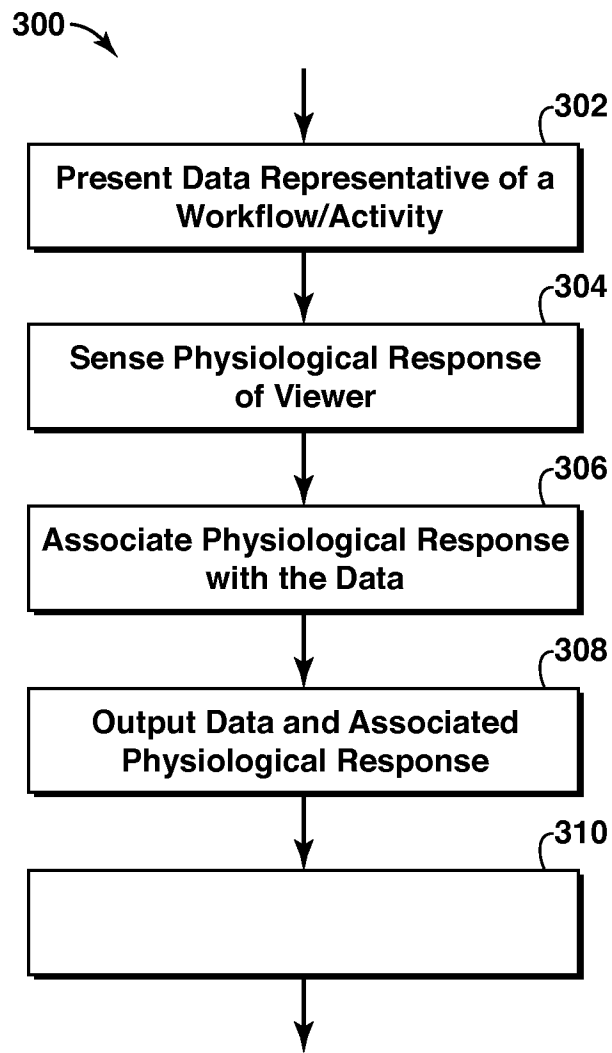 300
302
Present Data Representative of a
Workflow/Activity
304
Sense Physiological Response
of Viewer
306
Associate Physiological Response
with the Data
308
Output Data and Associated
Physiological Response
310